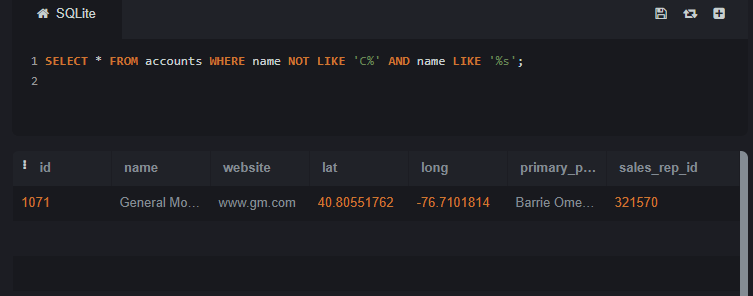 SQLite
1 SELECT * FROM accounts WHERE name NOT LIKE 'C%' AND name LIKE '%s';
2
id name website lat long primary_p... sales_rep_id
1071 General Mo... www.gm.com 40.80551762 -76.7101814 Barrie Ome... 321570